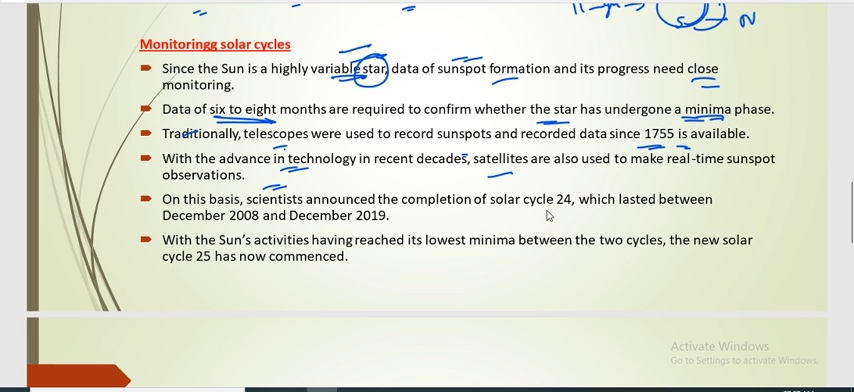 S
N
Monitoringg solar cycles
Since the Sun is a highly variable star, data of sunspot formation and its progress need close
monitoring.
Data of six to eight months are required to confirm whether the star has undergone a minima phase.
Traditionally, telescopes were used to record sunspots and recorded data since 1755 is available.
With the advance in technology in recent decades, satellites are also used to make real-time sunspot
observations.
On this basis, scientists announced the completion of solar cycle 24, which lasted between
December 2008 and December 2019.
With the Sun's activities having reached its lowest minima between the two cycles, the new solar
cycle 25 has now commenced.
Activate Windows
Go to Settings to activate Windows.